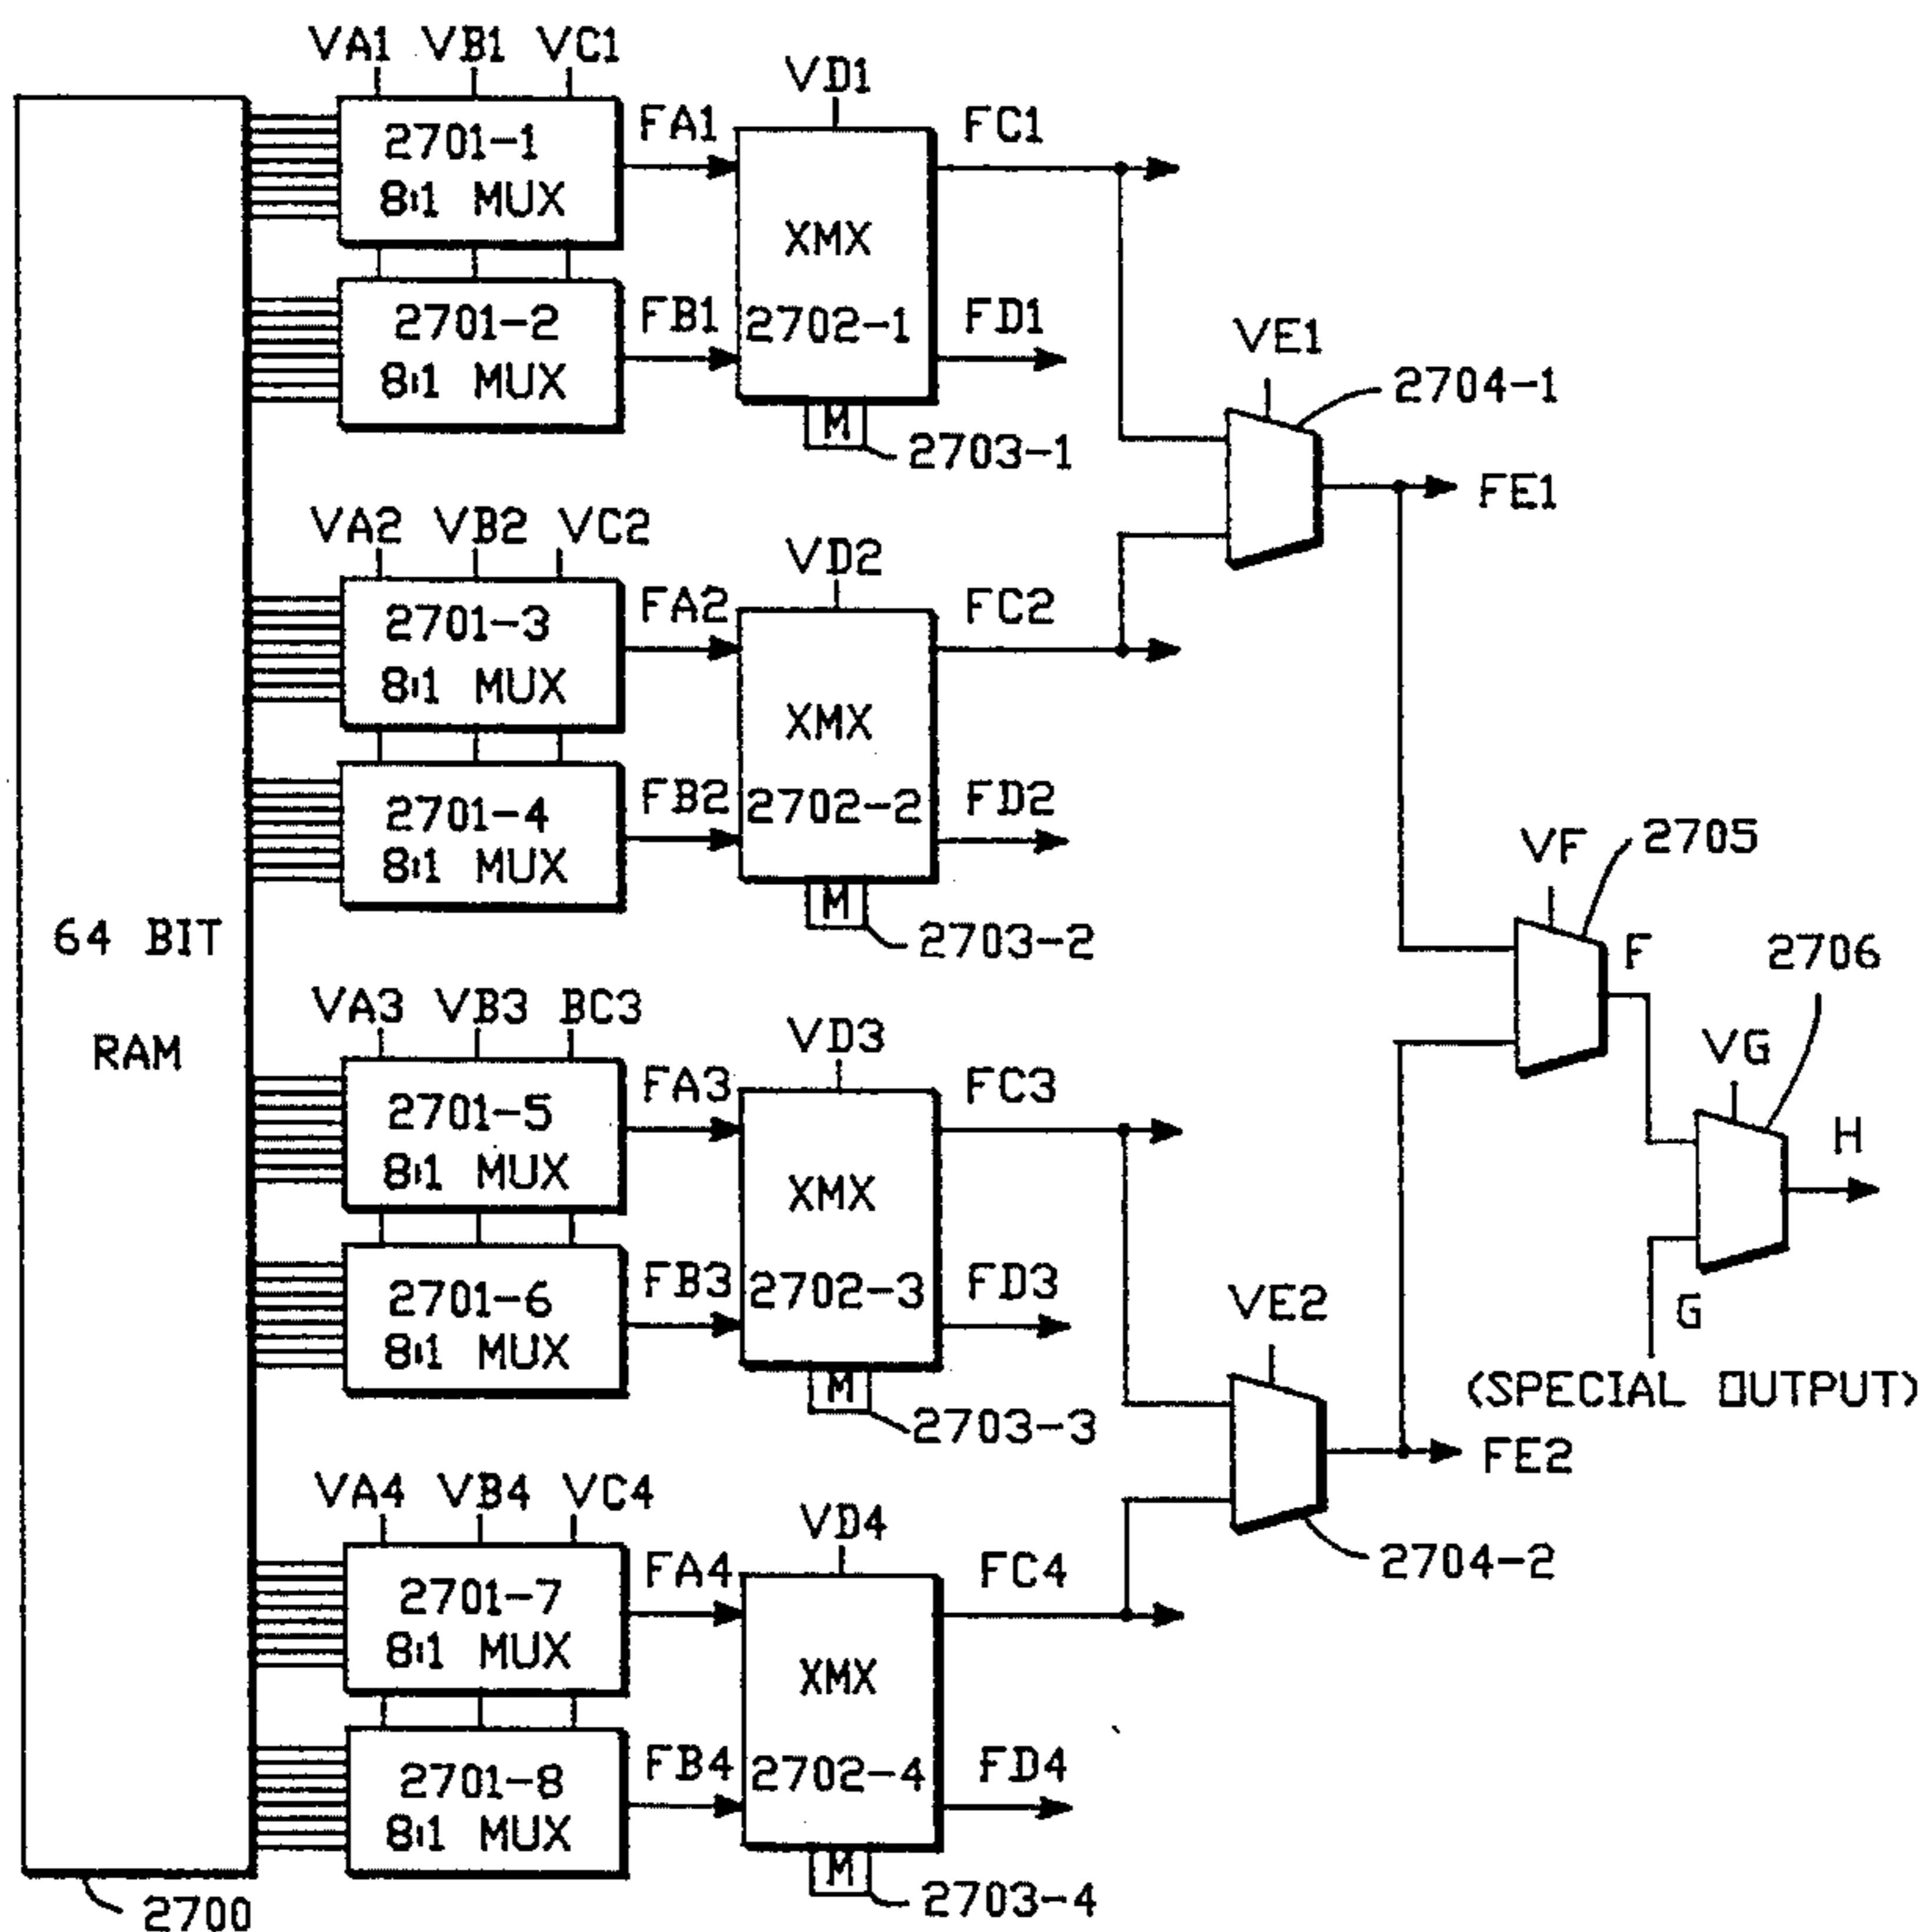 VA1 VB1 VC1
2701-1
8:1 MUX
2701-2
8:1 MUX
FA1
FB1
VD1
XMX
2702-1
M
2703-1
FC1
FD1
VA2 VB2 VC2
2701-3
8:1 MUX
2701-4
8:1 MUX
FA2
FB2
VD2
XMX
2702-2
M
2703-2
FC2
FD2
VE1
2704-1
FE1
64 BIT
RAM
2700
VA3 VB3 BC3
2701-5
8:1 MUX
2701-6
8:1 MUX
FA3
FB3
VD3
XMX
2702-3
M
2703-3
FC3
FD3
VA4 VB4 VC4
2701-7
8:1 MUX
2701-8
8:1 MUX
FA4
FB4
VD4
XMX
2702-4
M
2703-4
FC4
FD4
VE2
2704-2
FE2
VF
2705
F
2706
VG
H
G
(SPECIAL OUTPUT)